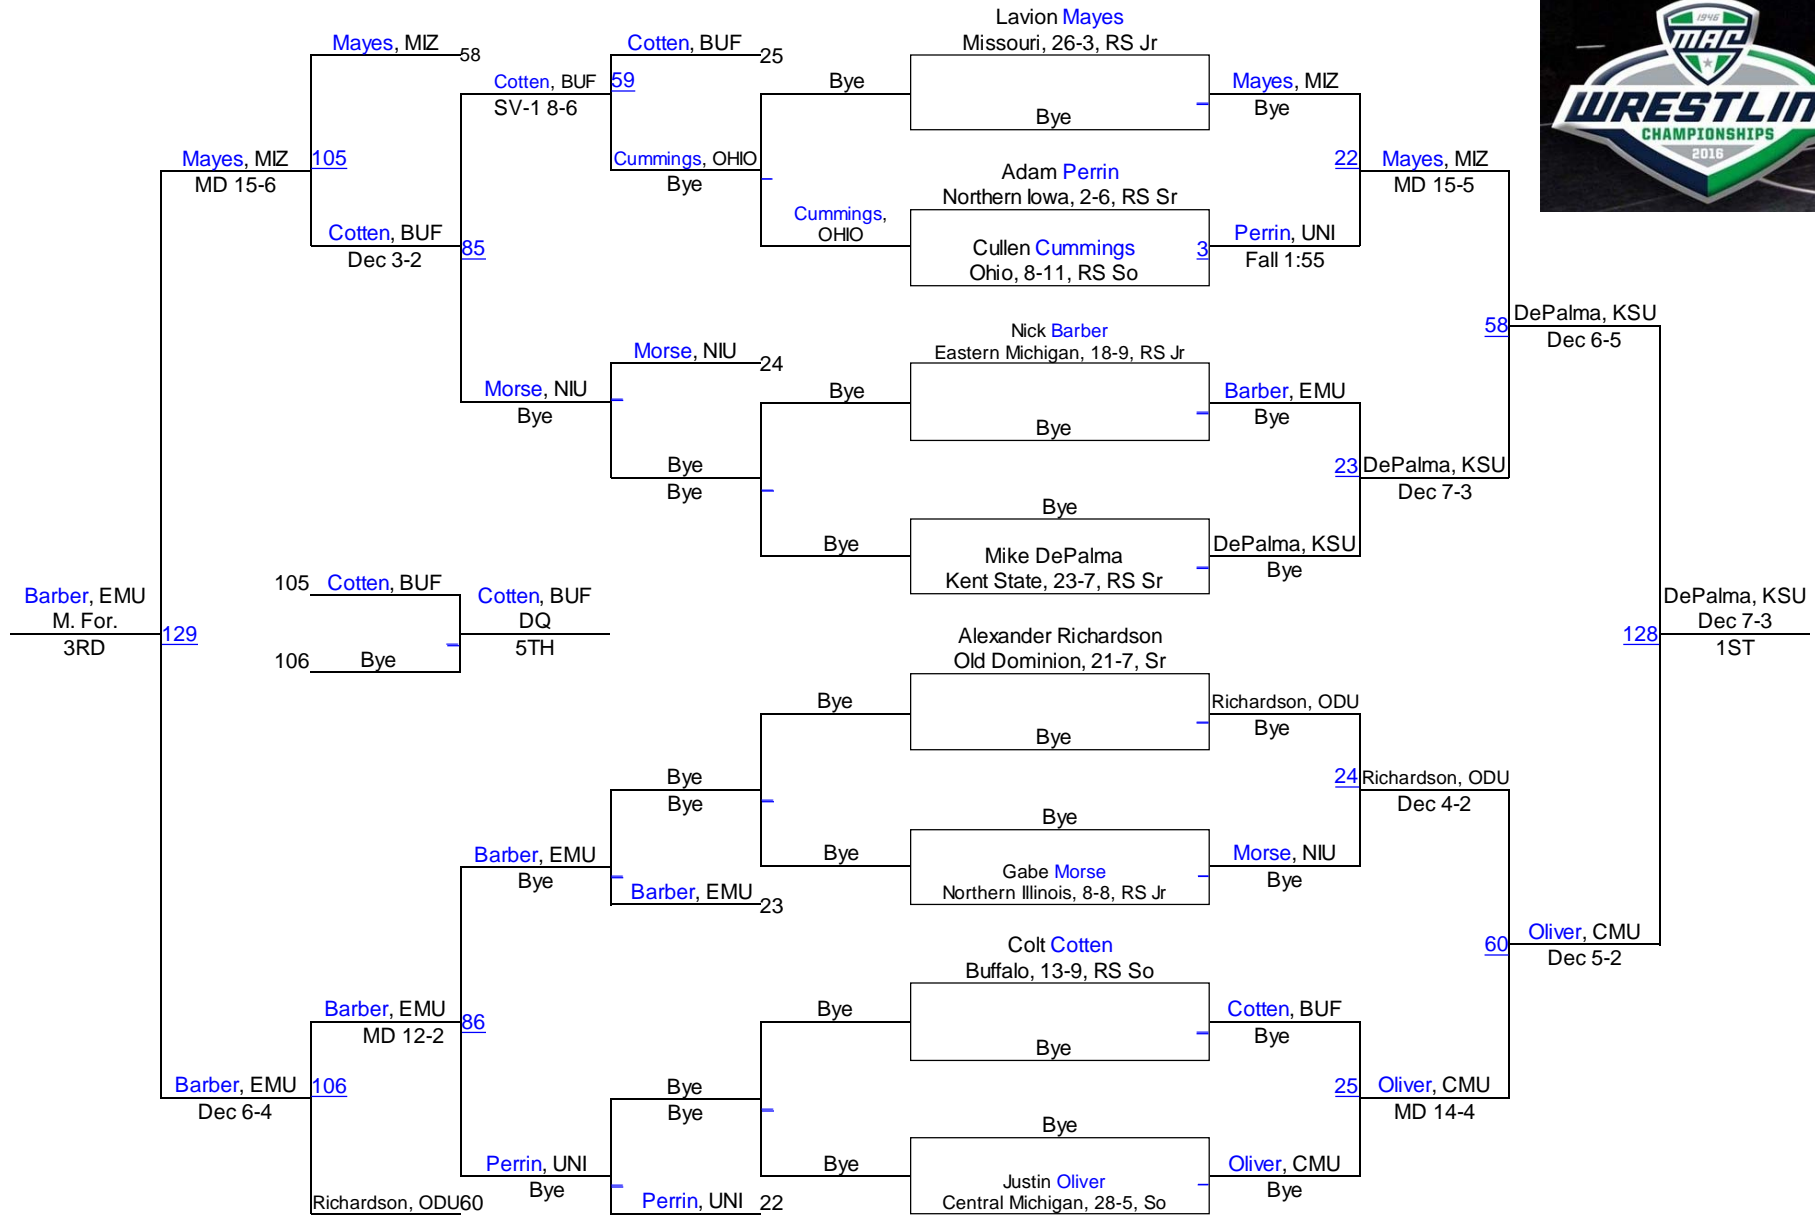 1946
MAC
WRESTLIN
CHAMPIONSHIPS
2016
Mayes, MIZ
58
Cotten, BUF
25
Cotten, BUF
59
SV-1 8-6
Mayes, MIZ
105
MD 15-6
Cummings, OHIO
Bye
Cotten, BUF
85
Dec 3-2
Bye
Cummings,
OHIO
Lavion Mayes
Missouri, 26-3, RS Jr
Bye
Mayes, MIZ
Bye
Adam Perrin
Northern Iowa, 2-6, RS Sr
Cullen Cummings
3
Ohio, 8-11, RS So
Perrin, UNI
Fall 1:55
22
Mayes, MIZ
MD 15-5
Morse, NIU
24
Morse, NIU
Bye
Bye
Bye
Bye
Bye
Nick Barber
Eastern Michigan, 18-9, RS Jr
Bye
Barber, EMU
Bye
Bye
Mike DePalma
Kent State, 23-7, RS Sr
DePalma, KSU
Bye
23
DePalma, KSU
Dec 7-3
58
DePalma, KSU
Dec 6-5
Barber, EMU
M. For.
3RD
129
105
Cotten, BUF
106
Bye
Cotten, BUF
DQ
5TH
128
DePalma, KSU
Dec 7-3
1ST
Alexander Richardson
Old Dominion, 21-7, Sr
Bye
Bye
Richardson, ODU
Bye
Bye
Bye
Bye
Bye
Gabe Morse
Northern Illinois, 8-8, RS Jr
Morse, NIU
Bye
24
Richardson, ODU
Dec 4-2
Barber, EMU
Bye
Barber, EMU
23
Colt Cotten
Buffalo, 13-9, RS So
Bye
Bye
Cotten, BUF
Bye
60
Oliver, CMU
Dec 5-2
Barber, EMU
86
MD 12-2
Barber, EMU
106
Dec 6-4
Bye
Bye
Bye
Bye
Justin Oliver
Central Michigan, 28-5, So
Oliver, CMU
Bye
25
Oliver, CMU
MD 14-4
Perrin, UNI
Bye
Perrin, UNI
22
Richardson, ODU
60